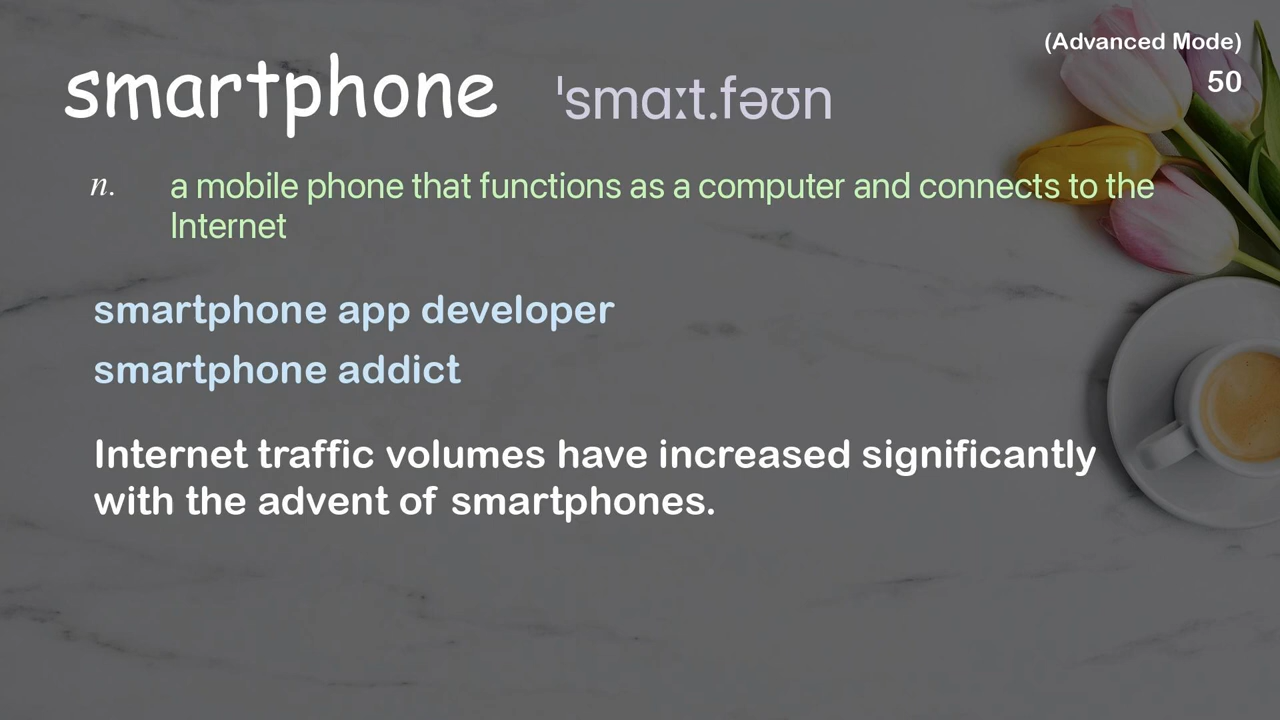 (Advanced Mode)
50
smartphone ˈsmɑːt.fəʊn
n. a mobile phone that functions as a computer and connects to the
Internet
smartphone app developer
smartphone addict
Internet traffic volumes have increased significantly
with the advent of smartphones.